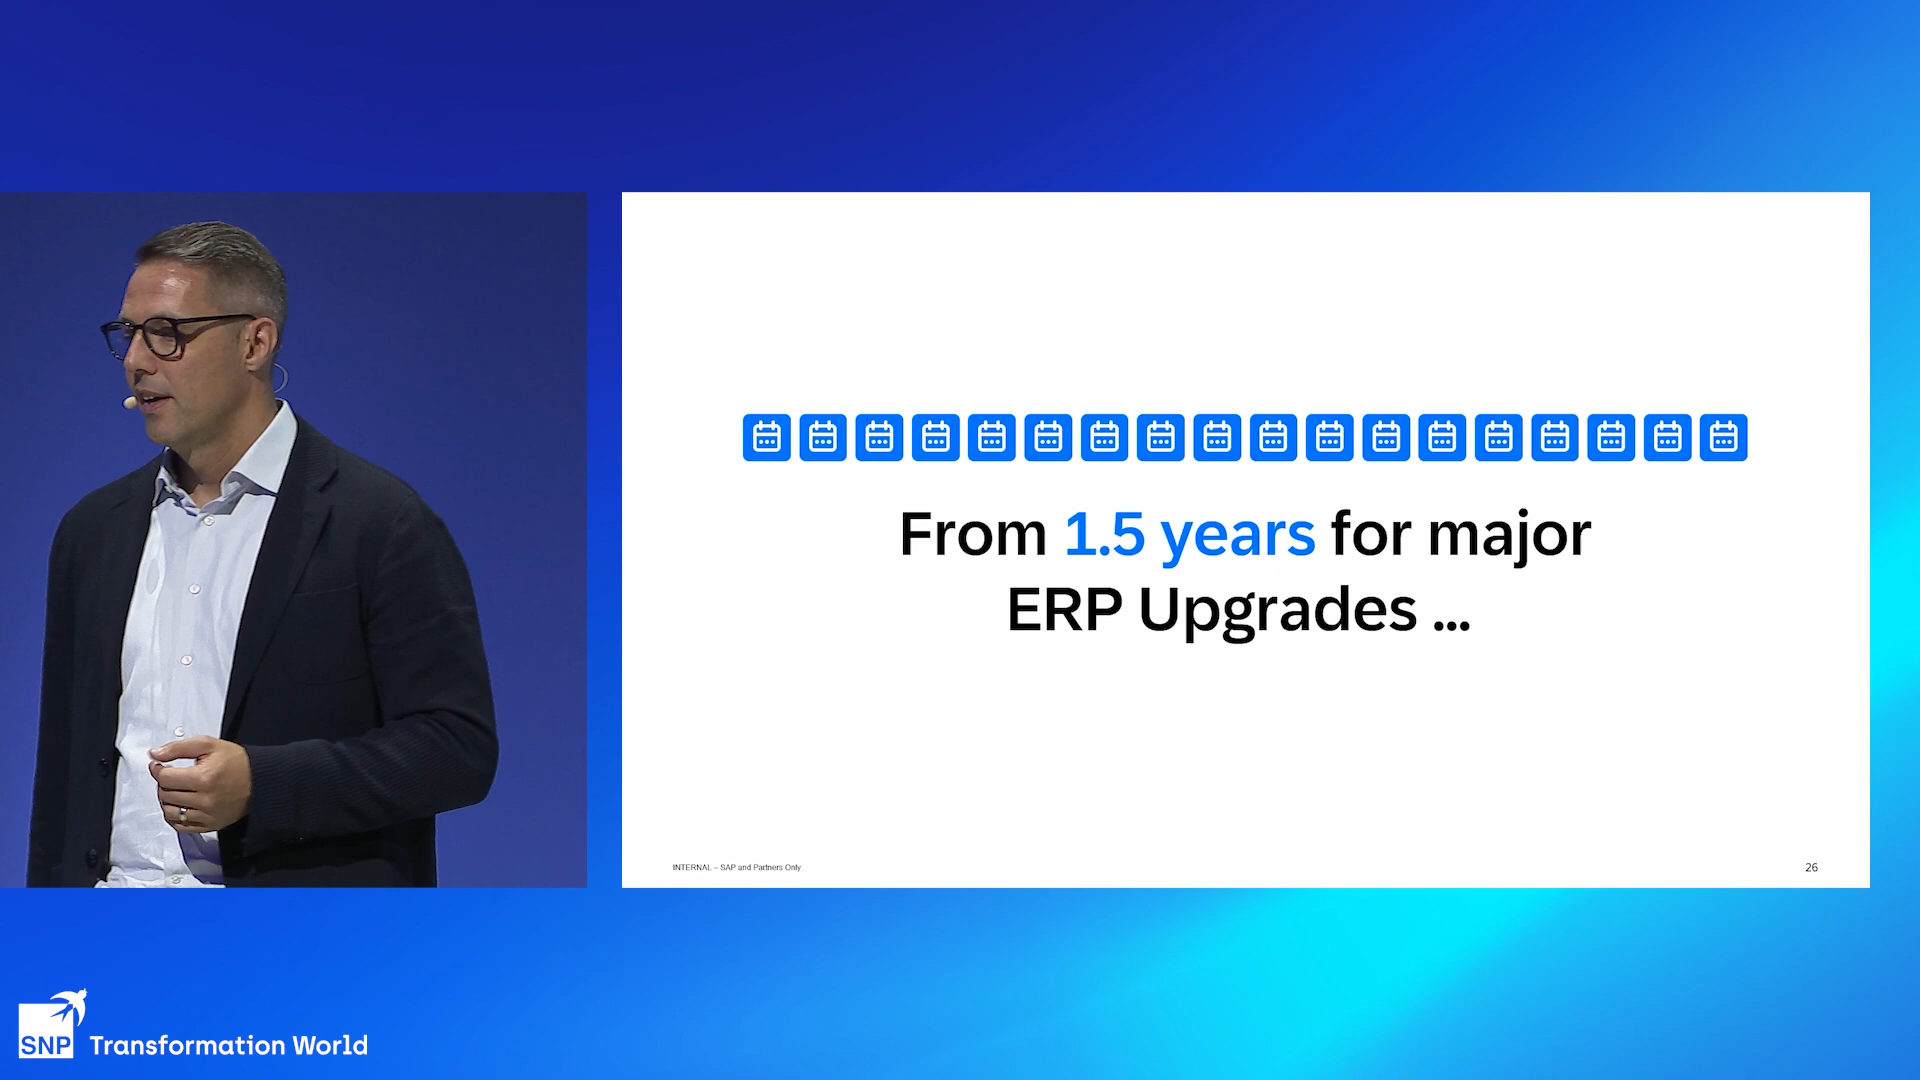 From 1.5 years for major
ERP Upgrades ...
INTERNAL – SAP and Partners Only
26
SNP
Transformation World